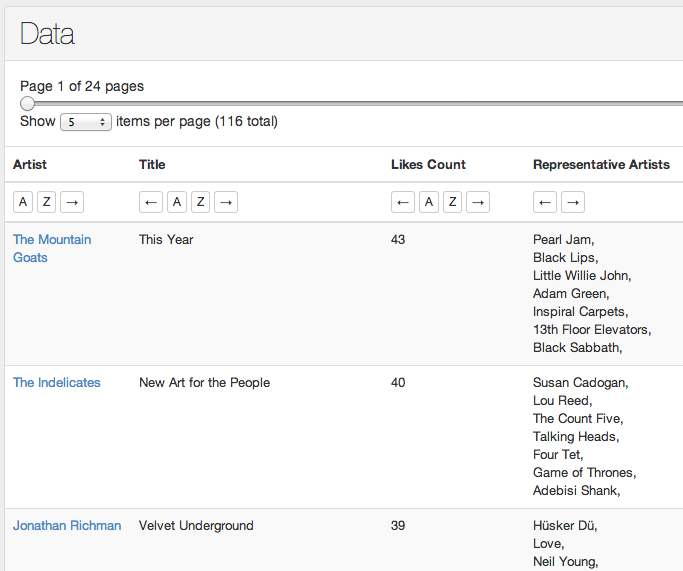 Data
Page 1 of 24 pages
Show 5 items per page (116 total)
Artist Title Likes Count Representative Artists
A Z → ← A Z → ← A Z → ← →
The Mountain Goats This Year 43 Pearl Jam,
Black Lips,
Little Willie John,
Adam Green,
Inspiral Carpets,
13th Floor Elevators,
Black Sabbath,
The Indelicates New Art for the People 40 Susan Cadogan,
Lou Reed,
The Count Five,
Talking Heads,
Four Tet,
Game of Thrones,
Adebisi Shank,
Jonathan Richman Velvet Underground 39 Hüsker Dü,
Love,
Neil Young,